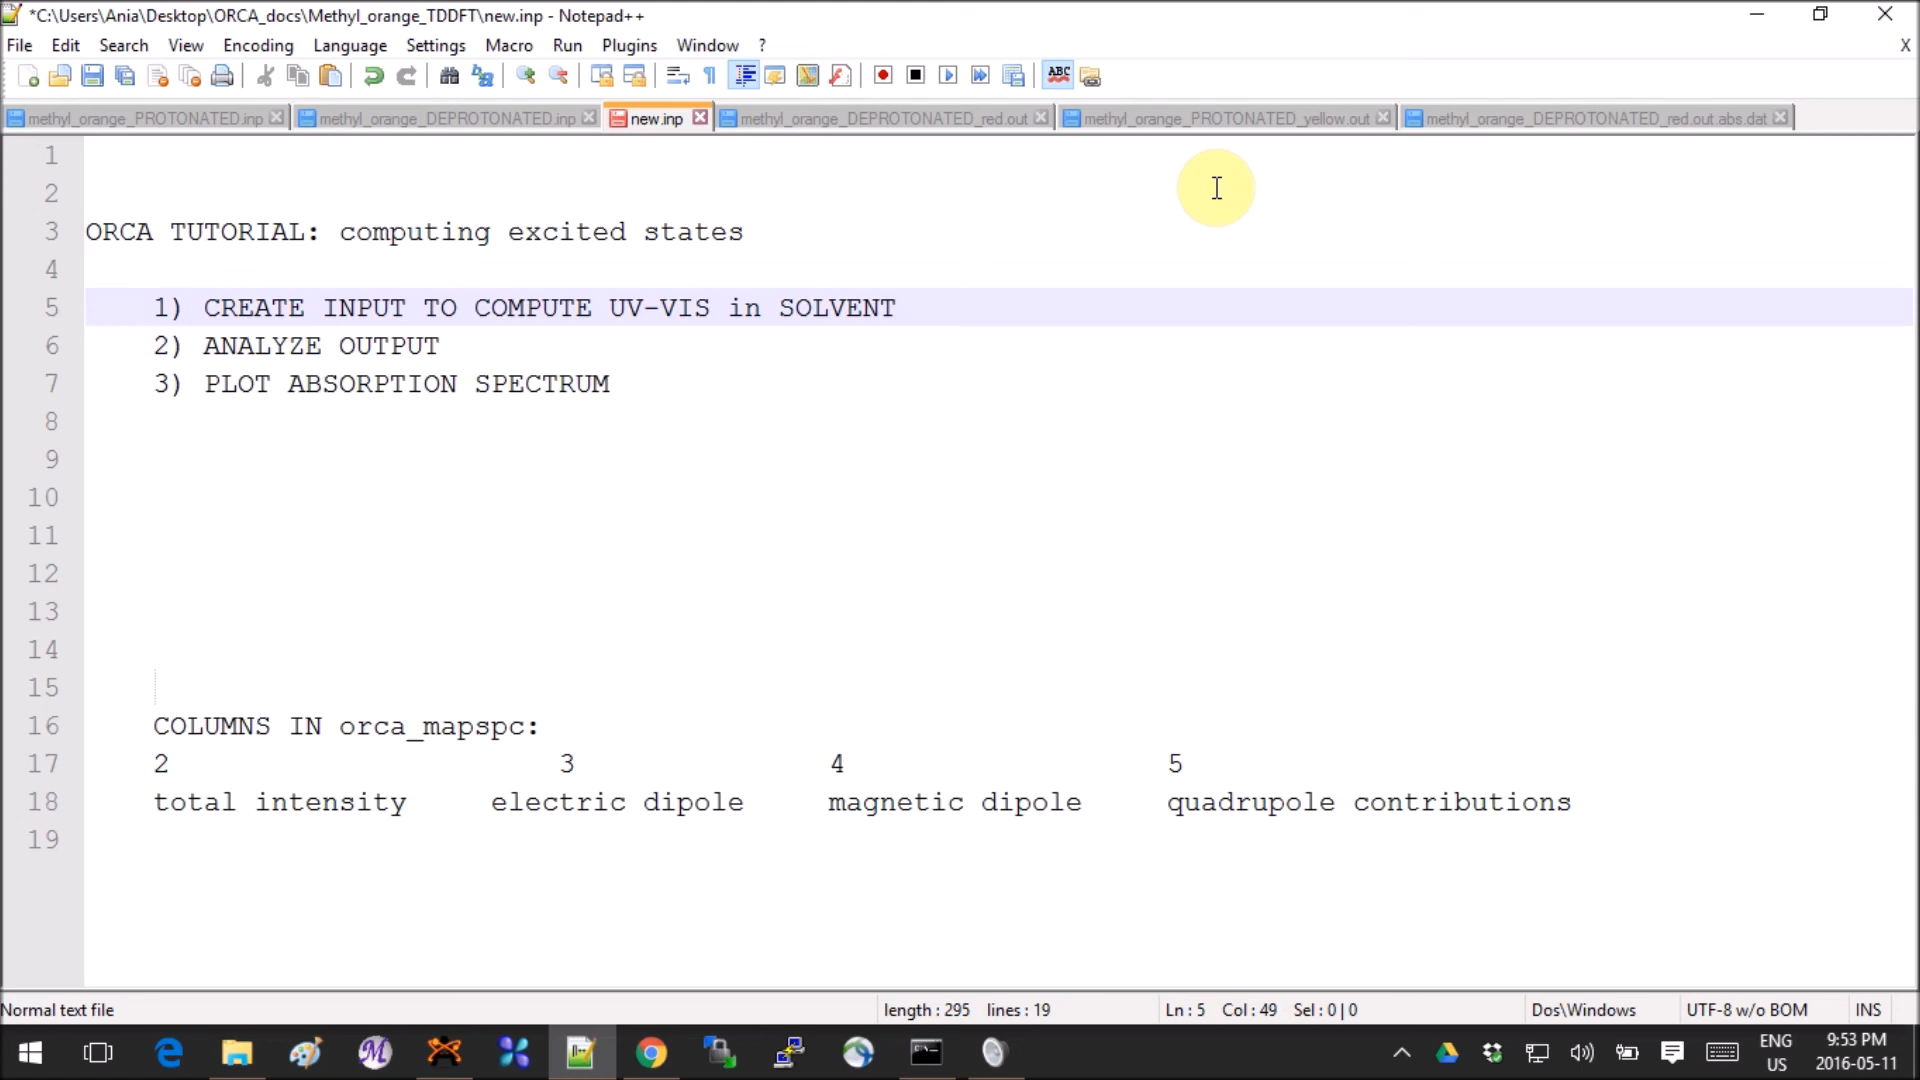 *C:\Users\Ania\Desktop\ORCA_docs\Methyl_orange_TDDFT\new.inp - Notepad++
File Edit Search View Encoding Language Settings Macro Run Plugins Window ? X
ABC
methyl_orange_PROTONATED.inp methyl_orange_DEPROTONATED.inp new.inp methyl_orange_DEPROTONATED_red.out methyl_orange_PROTONATED_yellow.out methyl_orange_DEPROTONATED_red.out.abs.dat
1
2
3 ORCA TUTORIAL: computing excited states
4
5 1) CREATE INPUT TO COMPUTE UV-VIS in SOLVENT
6 2) ANALYZE OUTPUT
7 3) PLOT ABSORPTION SPECTRUM
8
9
10
11
12
13
14
15
16 COLUMNS IN orca_mapspc:
17 2 3 4 5
18 total intensity electric dipole magnetic dipole quadrupole contributions
19
Normal text file length : 295 lines : 19 Ln : 5 Col : 49 Sel : 0 | 0 Dos\Windows UTF-8 w/o BOM INS
ENG 9:53 PM
US 2016-05-11